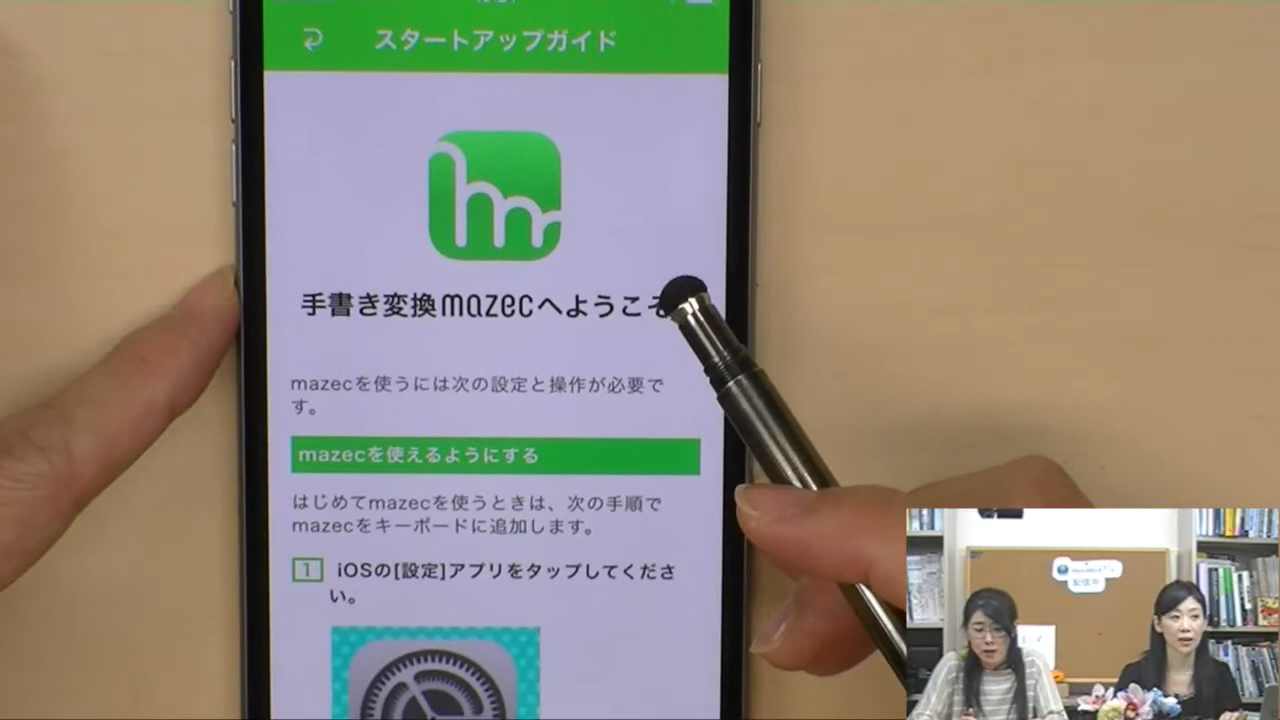 スタートアップガイド
手書き変換mazecへようこそ
mazecを使うには次の設定と操作が必要で
す。
mazecを使えるようにする
はじめてmazecを使うときは、次の手順で
mazecをキーボードに追加します。
1 iOSの[設定]アプリをタップしてくださ
い。
配信中